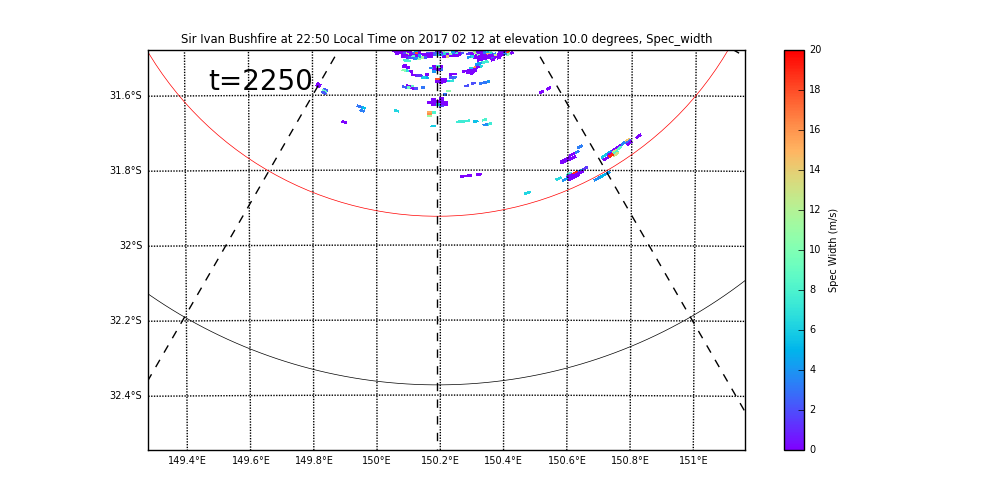 Sir Ivan Bushfire at 22:50 Local Time on 2017 02 12 at elevation 10.0 degrees, Spec_width
t=2250
31.6°S
31.8°S
32°S
32.2°S
32.4°S
149.4°E 149.6°E 149.8°E 150°E 150.2°E 150.4°E 150.6°E 150.8°E 151°E
20
18
16
14
12
10
8
6
4
2
0
Spec Width (m/s)